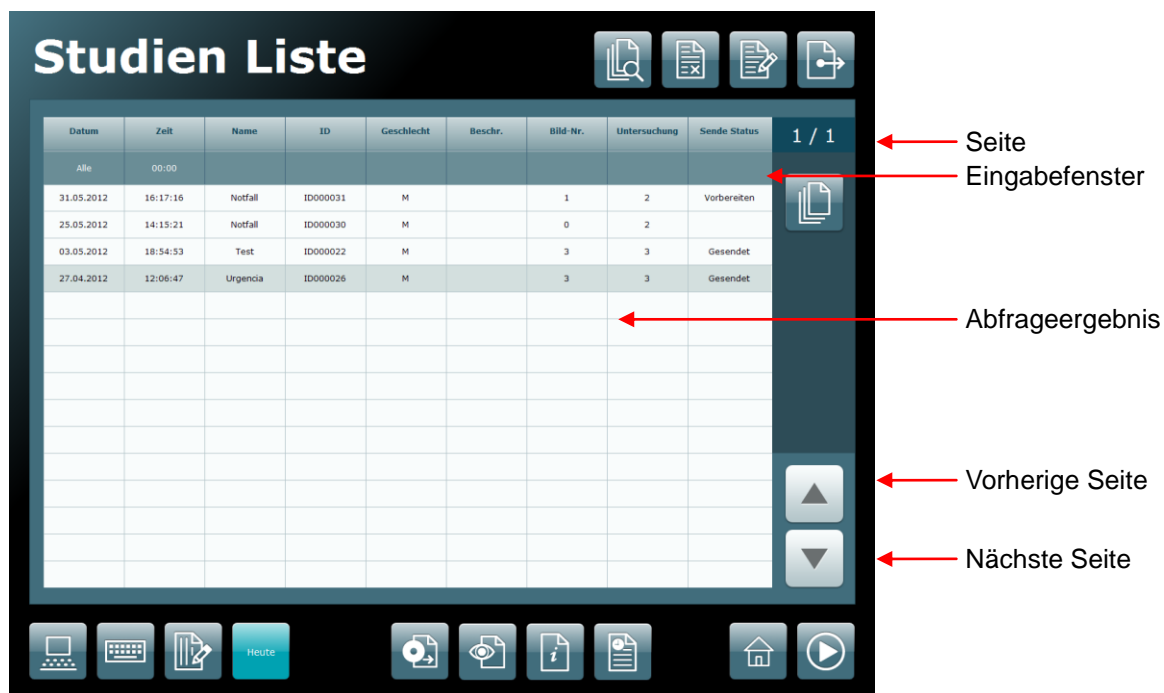 Studien Liste
Datum Zeit Name ID Geschlecht Beschr. Bild-Nr. Untersuchung Sende Status 1 / 1
Seite
Alle 00:00
Eingabefenster
31.05.2012 16:17:16 Notfall ID000031 M 1 2 Vorbereiten
25.05.2012 14:15:21 Notfall ID000030 M 0 2
03.05.2012 18:54:53 Test ID000022 M 3 3 Gesendet
27.04.2012 12:06:47 Urgencia ID000026 M 3 3 Gesendet
Abfrageergebnis
Vorherige Seite
Nächste Seite
Heute i